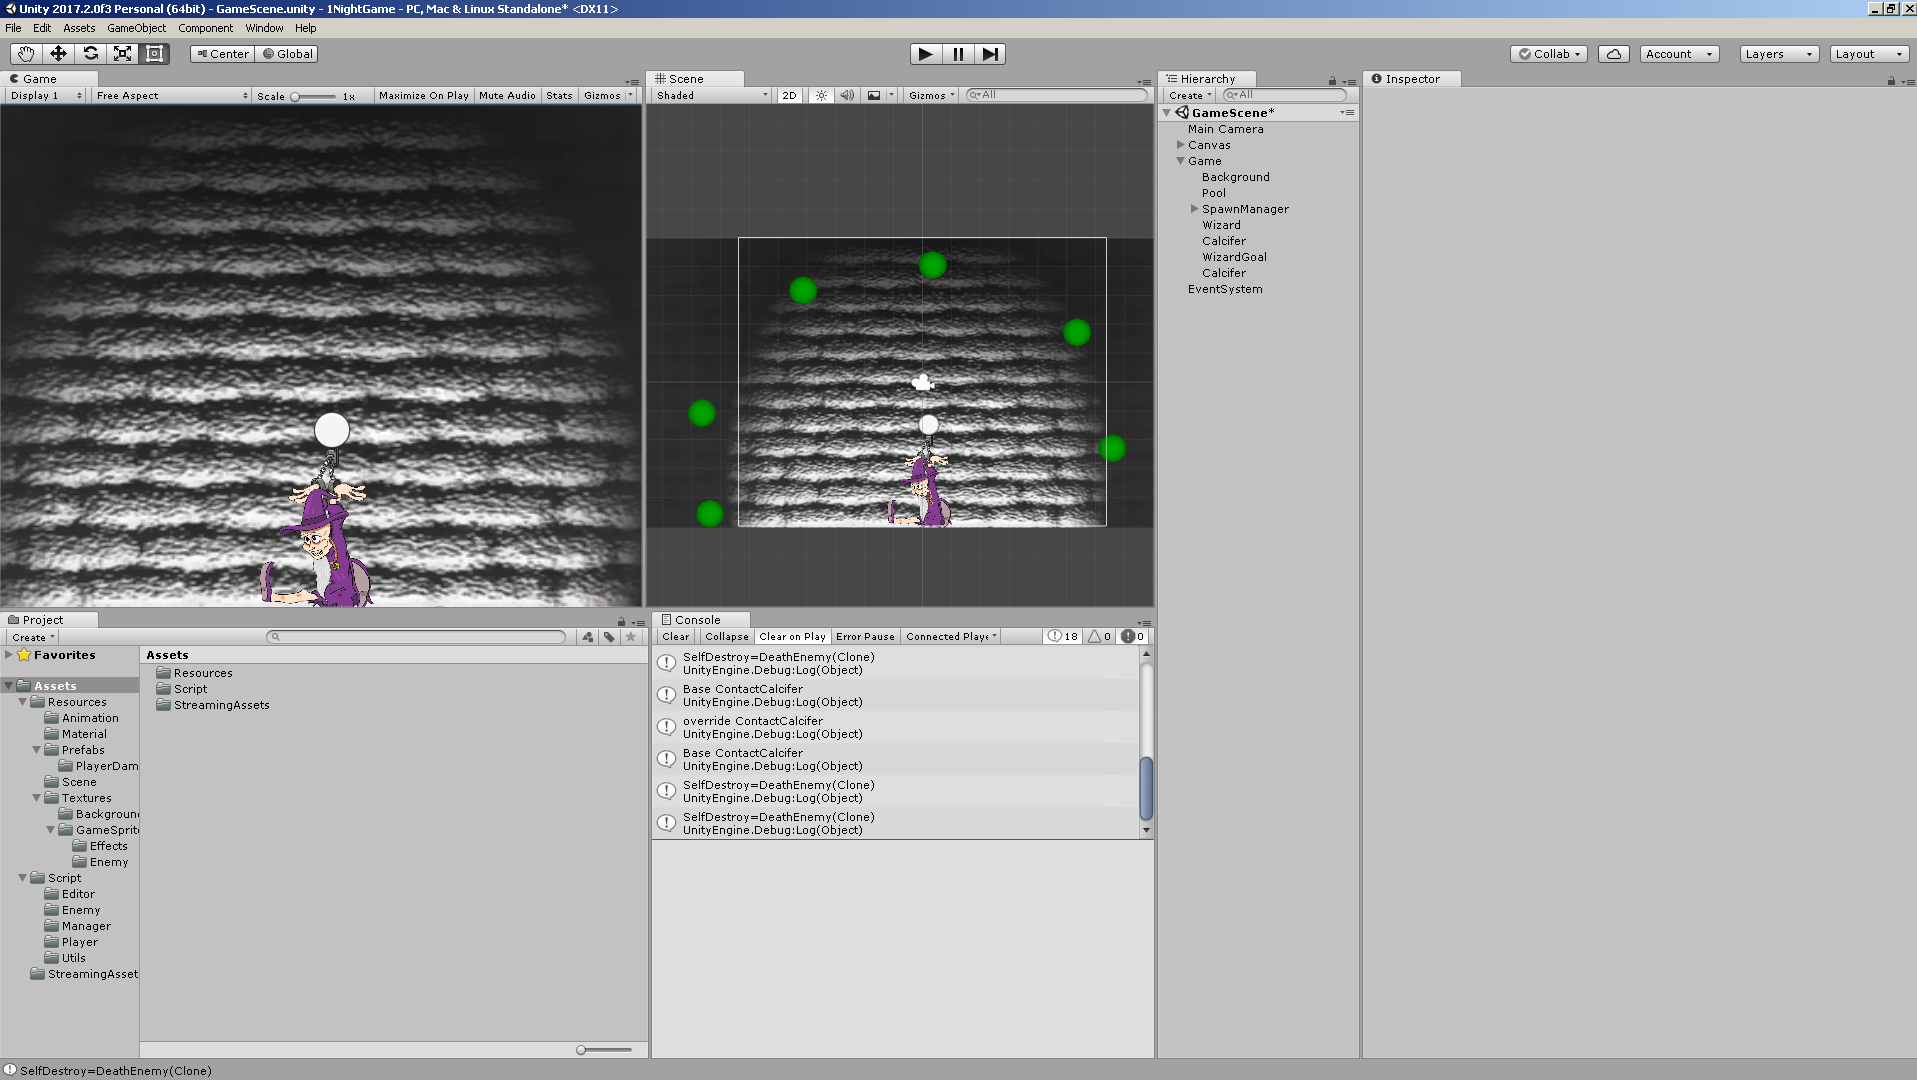 Unity 2017.2.0f3 Personal (64bit) - GameScene.unity - 1NightGame - PC, Mac & Linux Standalone* <DX11>
File Edit Assets GameObject Component Window Help
Center Global Collab Account Layers Layout
Game
Display 1 Free Aspect Scale 1x Maximize On Play Mute Audio Stats Gizmos
Scene
Shaded 2D Gizmos All
Hierarchy
Create All
GameScene*
Main Camera
Canvas
Game
Background
Pool
SpawnManager
Wizard
Calcifer
WizardGoal
Calcifer
EventSystem
Inspector
Project
Create
Favorites
Assets
Resources
Animation
Material
Prefabs
PlayerDam
Scene
Textures
Backgroun
GameSprit
Effects
Enemy
Script
Editor
Enemy
Manager
Player
Utils
StreamingAsset
Assets
Resources
Script
StreamingAssets
Console
Clear Collapse Clear on Play Error Pause Connected Playe 18 0 0
SelfDestroy=DeathEnemy(Clone)
UnityEngine.Debug:Log(Object)
Base ContactCalcifer
UnityEngine.Debug:Log(Object)
override ContactCalcifer
UnityEngine.Debug:Log(Object)
Base ContactCalcifer
UnityEngine.Debug:Log(Object)
SelfDestroy=DeathEnemy(Clone)
UnityEngine.Debug:Log(Object)
SelfDestroy=DeathEnemy(Clone)
UnityEngine.Debug:Log(Object)
SelfDestroy=DeathEnemy(Clone)